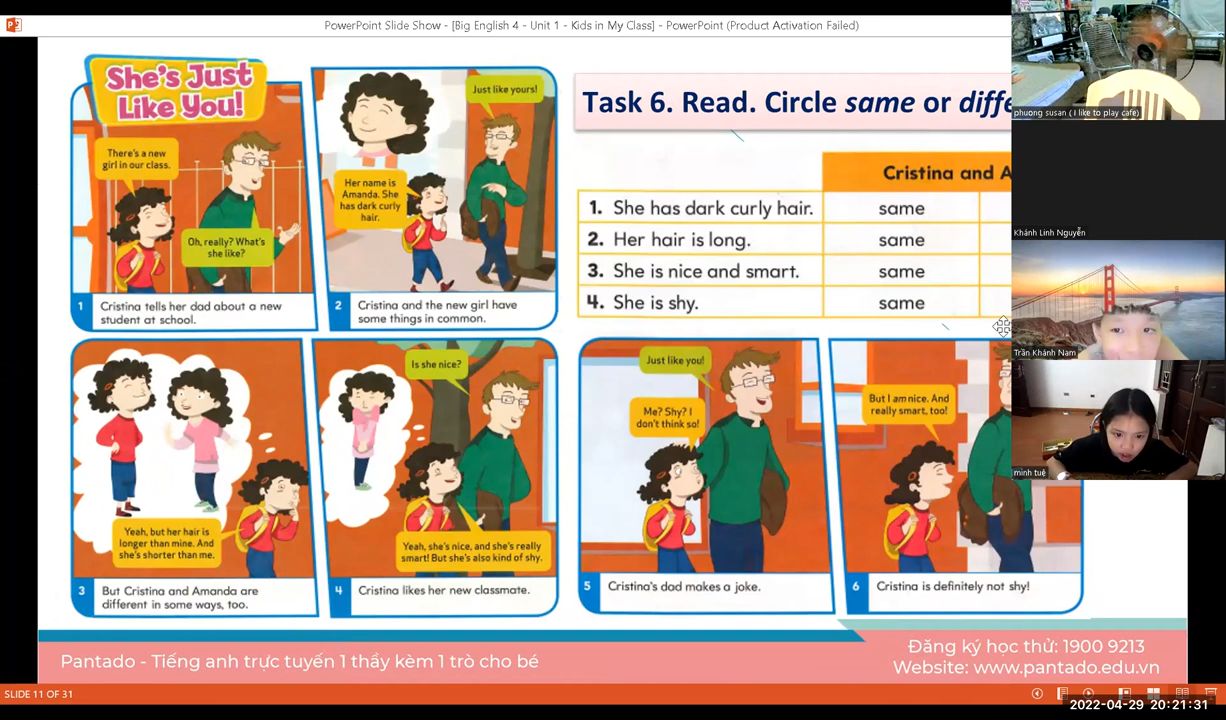 PowerPoint Slide Show - [Big English 4 - Unit 1 - Kids in My Class] - PowerPoint (Product Activation Failed)
She's Just
Like You!
There's a new
girl in our class.
Oh, really? What's
she like?
1 Cristina tells her dad about a new
student at school.
Just like yours!
Her name is
Amanda. She
has dark curly
hair.
2 Cristina and the new girl have
some things in common.
Task 6. Read. Circle same or diffe
Cristina and A
1. She has dark curly hair. same
2. Her hair is long. same
3. She is nice and smart. same
4. She is shy. same
Yeah, but her hair is
longer than mine. And
she's shorter than me.
3 But Cristina and Amanda are
different in some ways, too.
Is she nice?
Yeah, she's nice, and she's really
smart! But she's also kind of shy.
4 Cristina likes her new classmate.
Just like you!
Me? Shy? I
don't think so!
5 Cristina's dad makes a joke.
But I am nice. And
really smart, too!
6 Cristina is definitely not shy!
phuong susan ( I like to play cafe)
Khánh Linh Nguyễn
Trần Khánh Nam
minh tuệ
Pantado - Tiếng anh trực tuyến 1 thầy kèm 1 trò cho bé
Đăng ký học thử: 1900 9213
Website: www.pantado.edu.vn
SLIDE 11 OF 31
2022-04-29 20:21:31